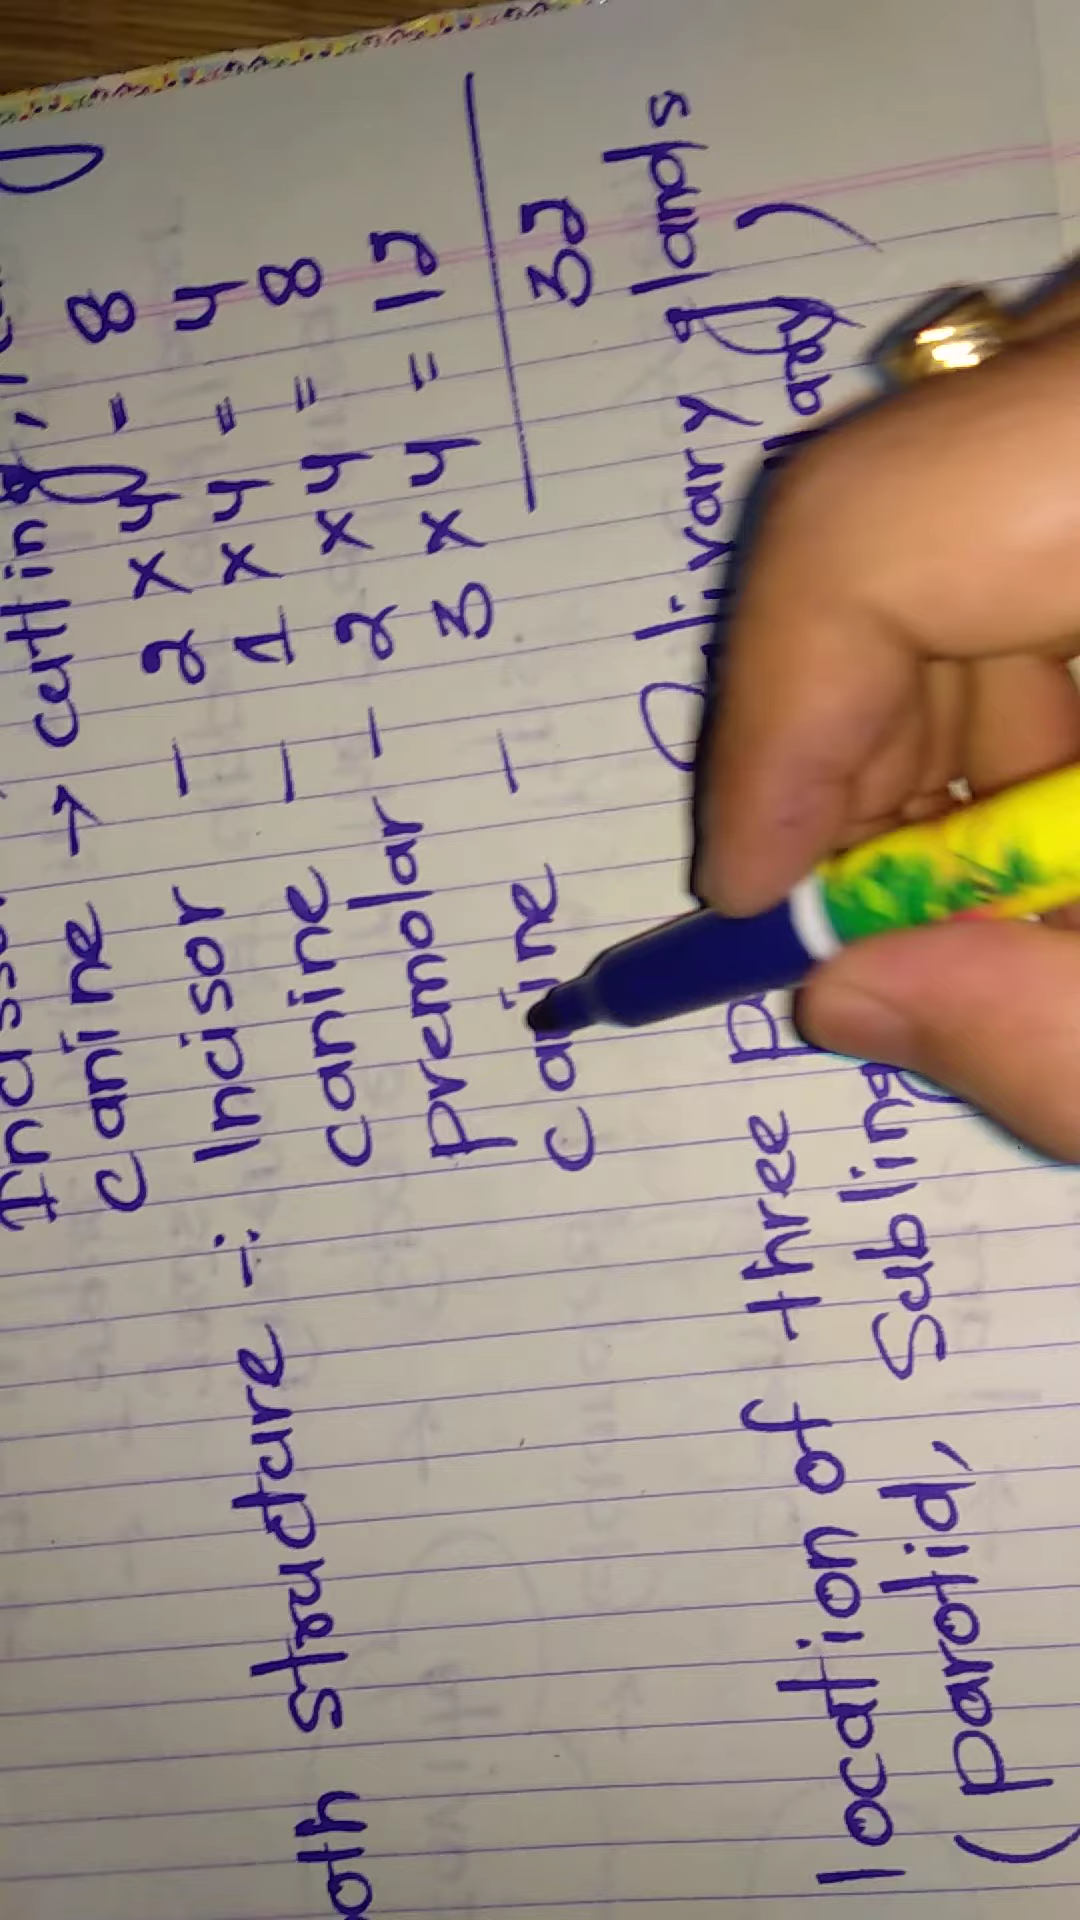 canine → cutting,
oth structure -: Incisor - 2 x 4 = 8
canine - 1 x 4 = 4
premolar - 2 x 4 = 8
canine - 3 x 4 = 12
32
location of three salivary glands
(parotid, Subling